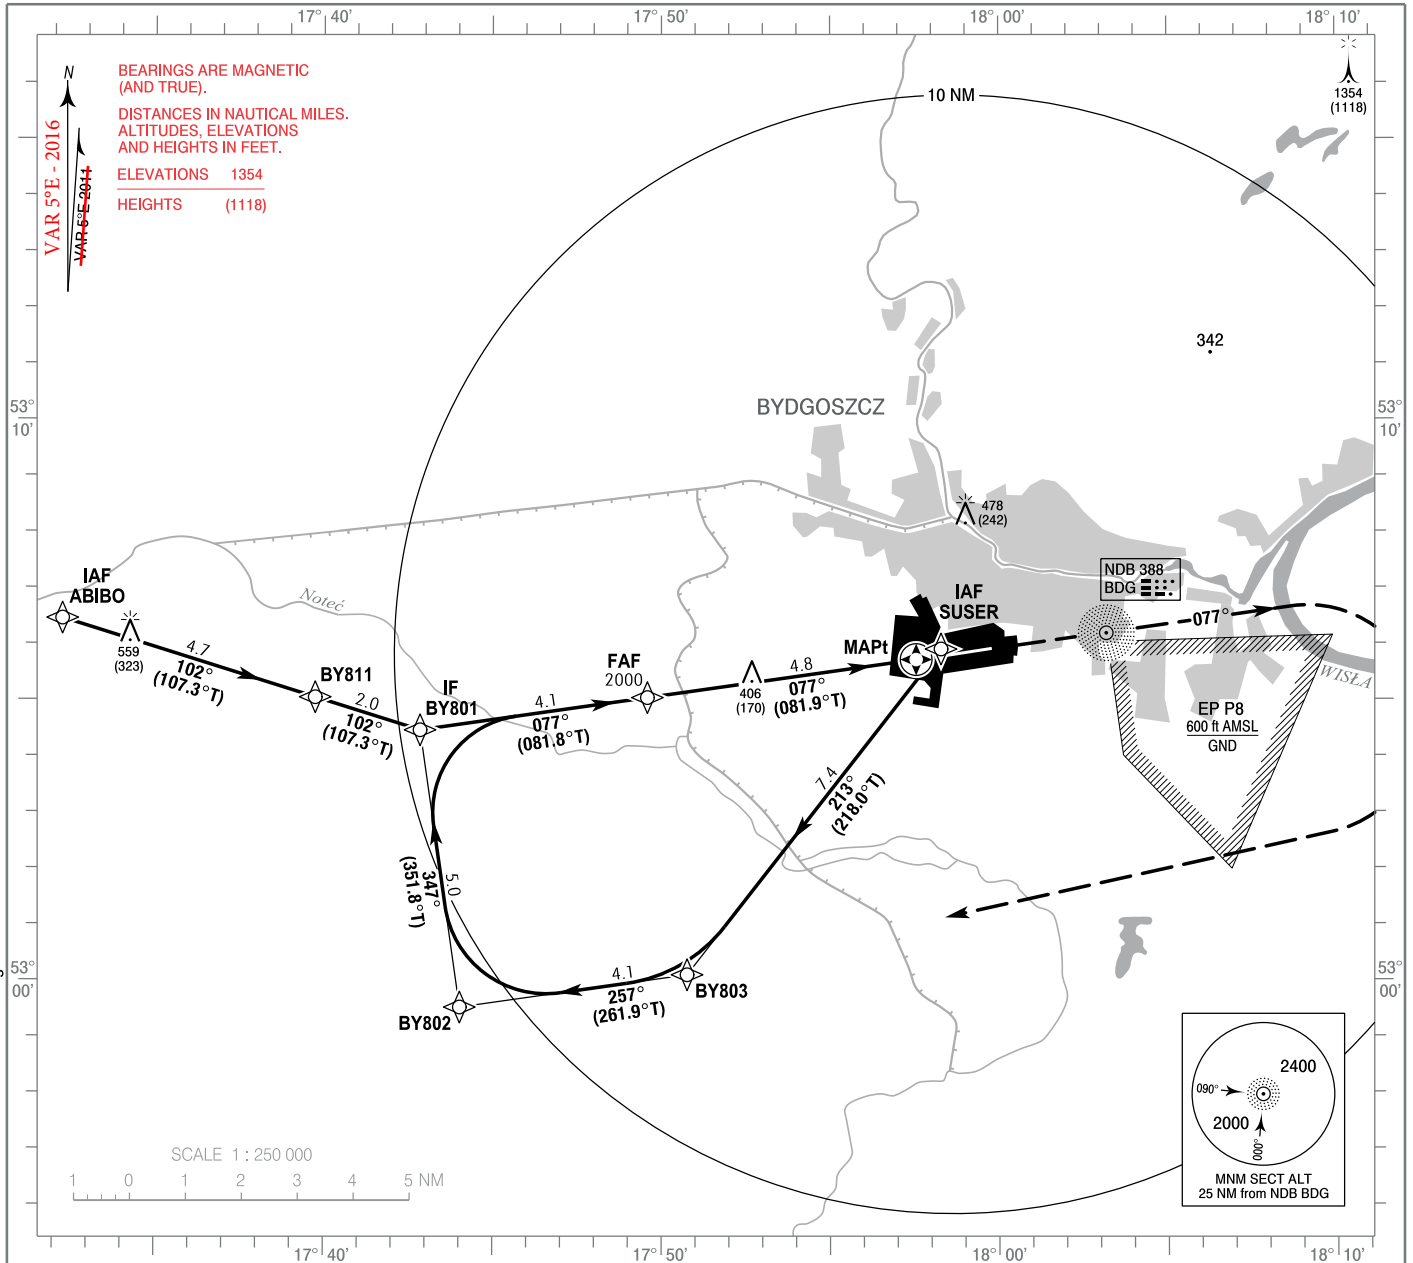 17° 40'
17° 50'
18° 00'
18° 10'
N
VAR 5°E - 2016
VAR 5°E 2011
BEARINGS ARE MAGNETIC
(AND TRUE).
DISTANCES IN NAUTICAL MILES.
ALTITUDES, ELEVATIONS
AND HEIGHTS IN FEET.
ELEVATIONS 1354
HEIGHTS (1118)
10 NM
1354
(1118)
342
53°
10'
53°
10'
BYDGOSZCZ
478
(242)
NDB 388
BDG
IAF
ABIBO
559
(323)
4.7
102°
(107.3°T)
Noteć
BY811
2.0
102°
(107.3°T)
IF
BY801
4.1
077°
(081.8°T)
FAF
2000
406
(170)
4.8
077°
(081.9°T)
MAPt
IAF
SUSER
077°
WISŁA
EP P8
600 ft AMSL
GND
7.4
213°
(218.0°T)
5.0
347°
(351.8°T)
53°
00'
53°
00'
4.1
257°
(261.9°T)
BY803
BY802
2400
090°
2000
000°
MNM SECT ALT
25 NM from NDB BDG
SCALE 1 : 250 000
1 0 1 2 3 4 5 NM
17° 40'
17° 50'
18° 00'
18° 10'